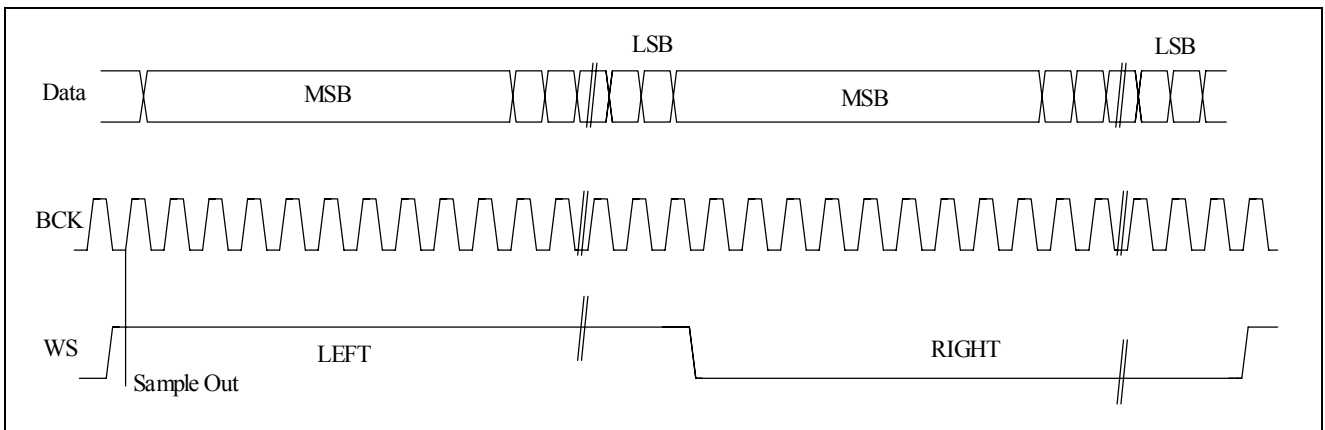 LSB LSB
Data MSB MSB
BCK
WS LEFT RIGHT
Sample Out